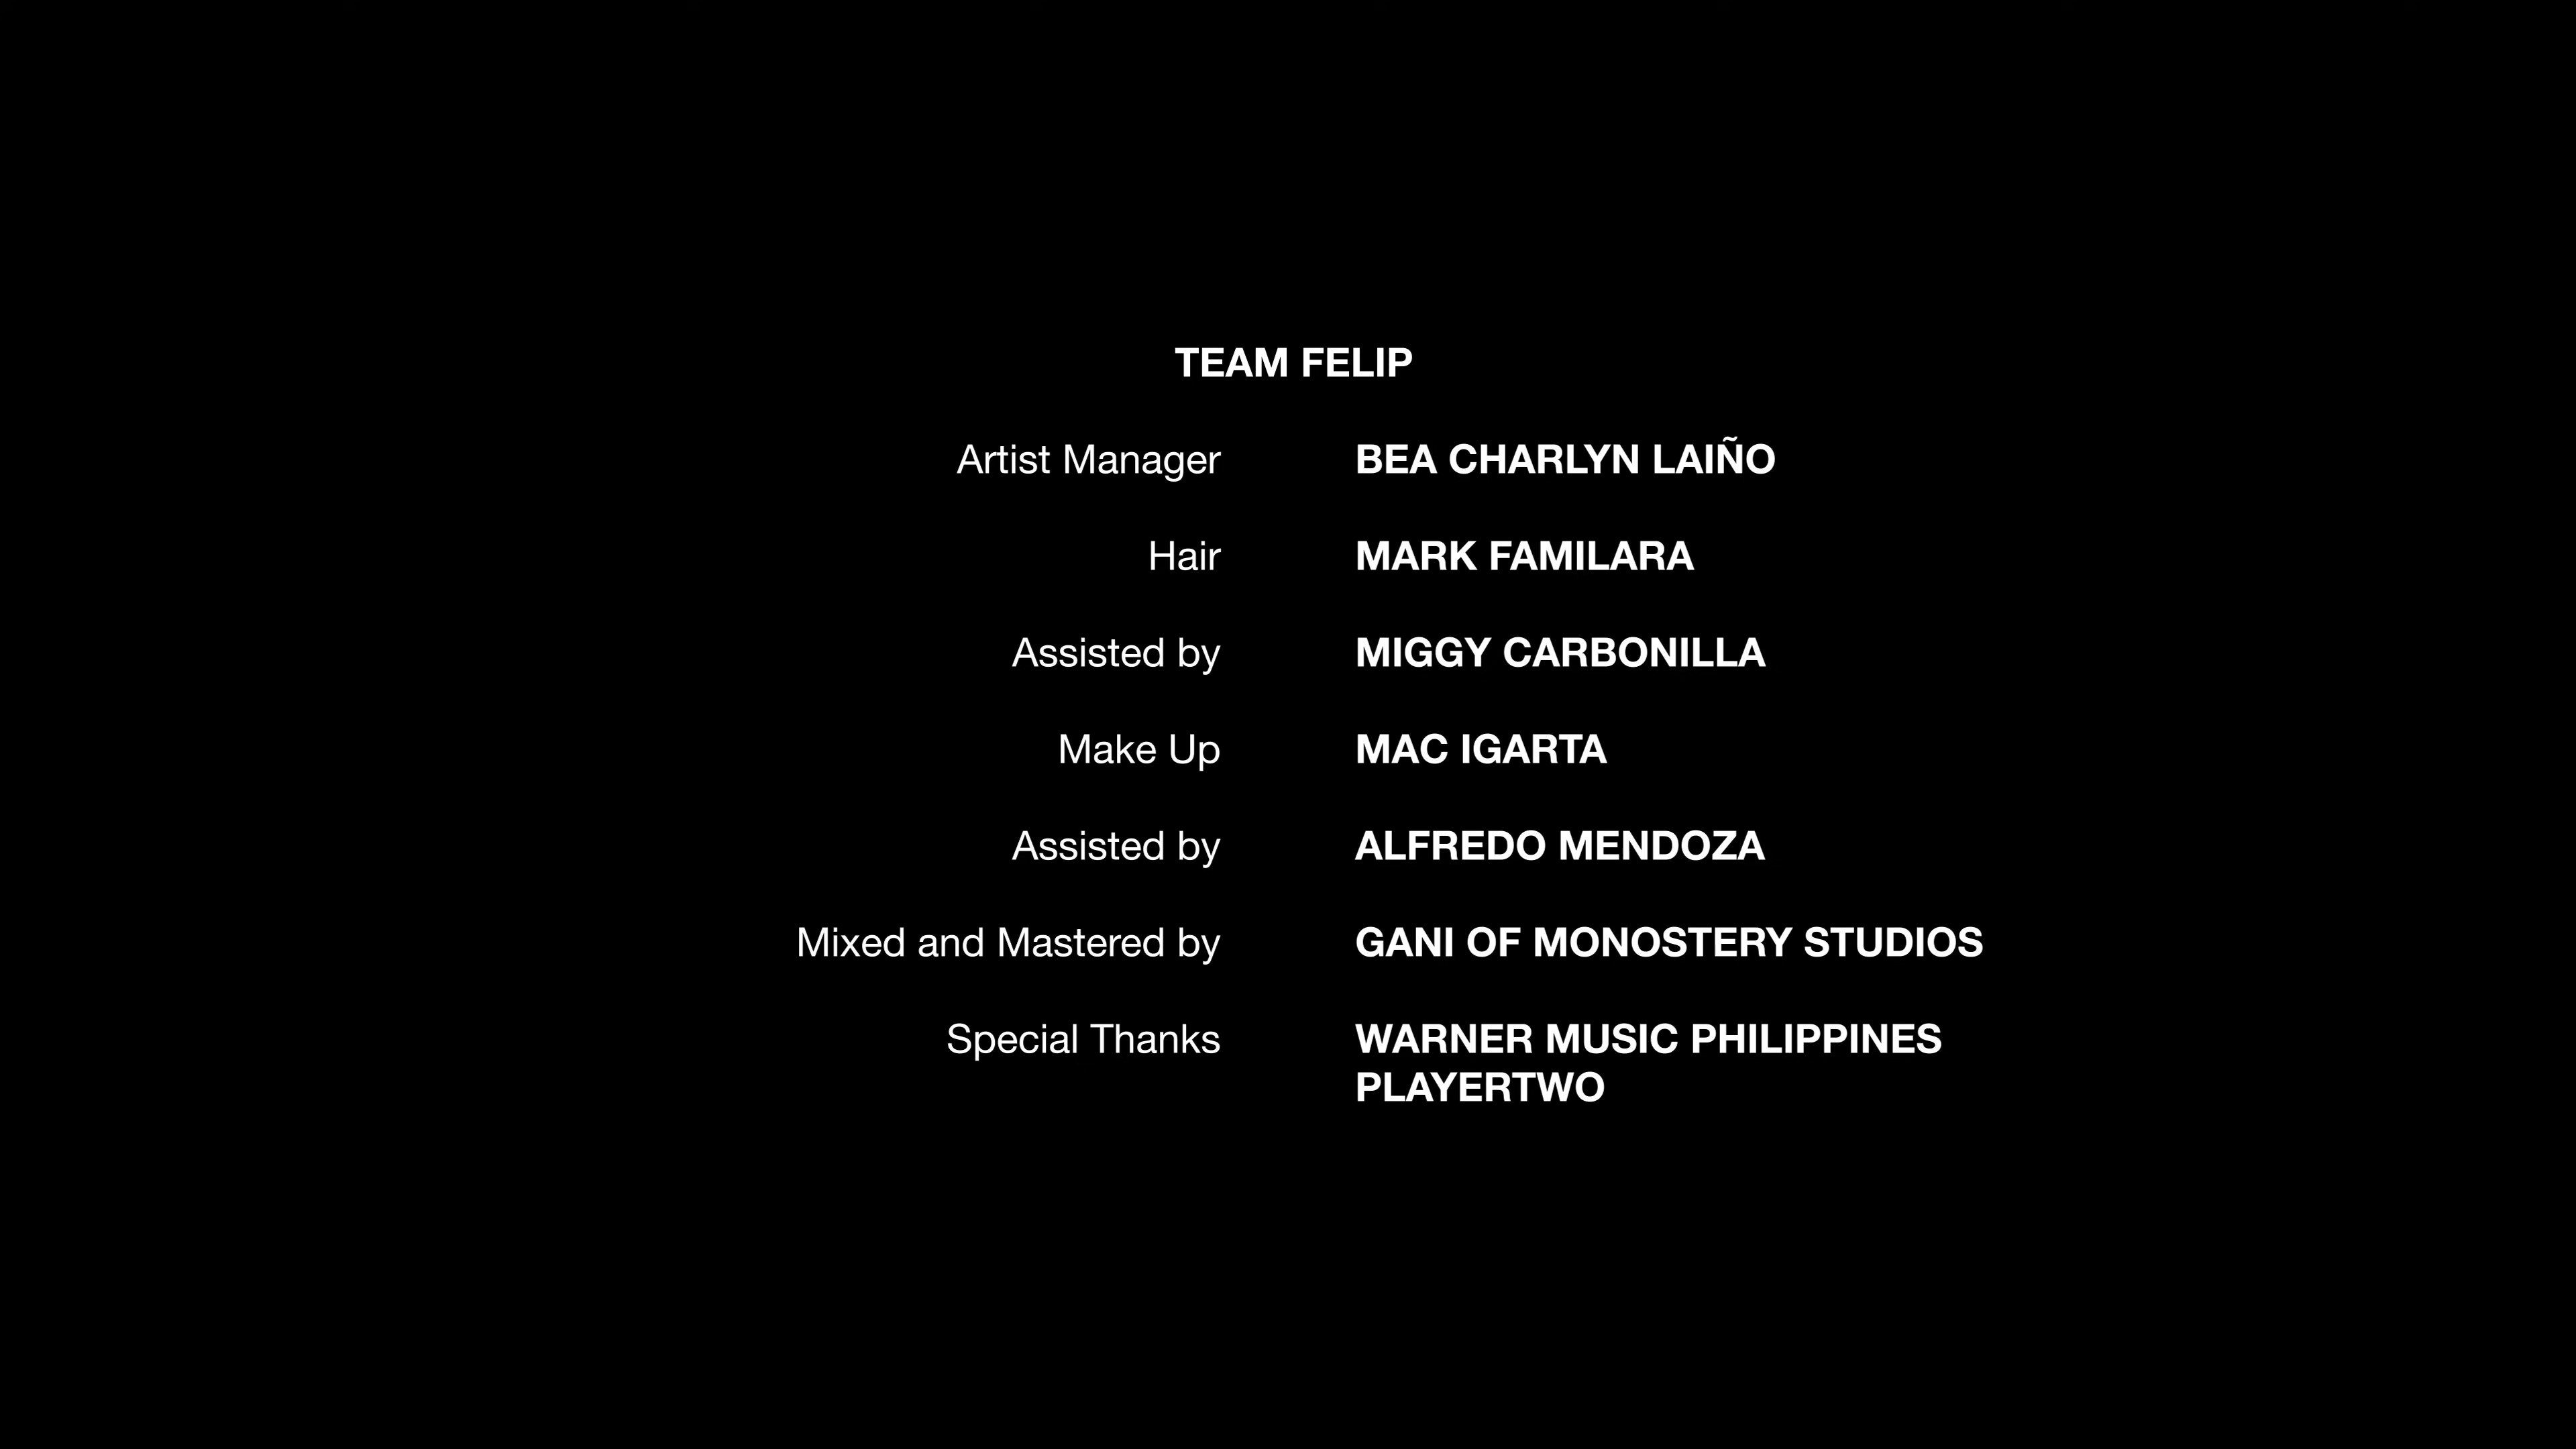 TEAM FELIP
Artist Manager BEA CHARLYN LAIÑO
Hair MARK FAMILARA
Assisted by MIGGY CARBONILLA
Make Up MAC IGARTA
Assisted by ALFREDO MENDOZA
Mixed and Mastered by GANI OF MONOSTERY STUDIOS
Special Thanks WARNER MUSIC PHILIPPINES
PLAYERTWO